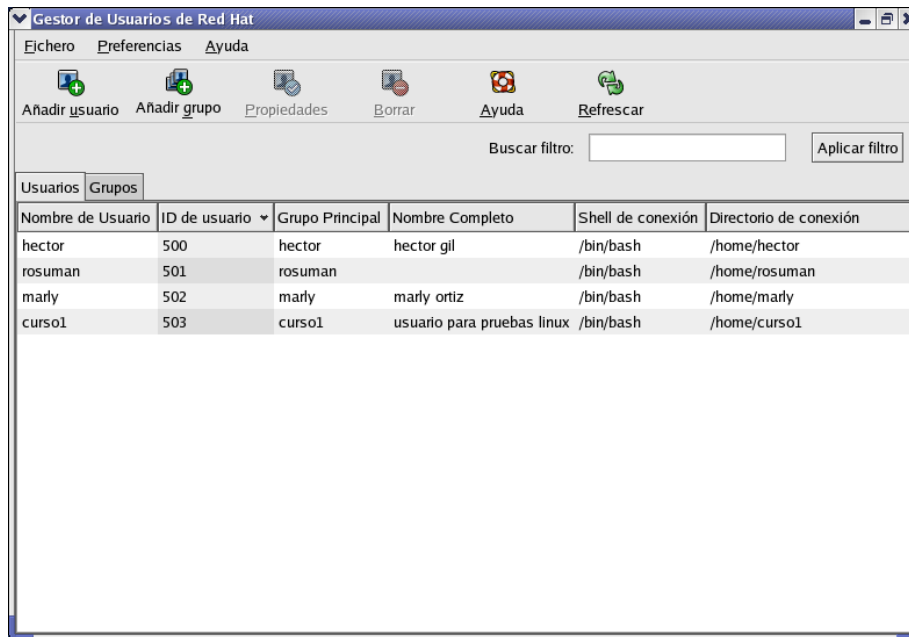 Gestor de Usuarios de Red Hat
Fichero Preferencias Ayuda
Añadir usuario Añadir grupo Propiedades Borrar Ayuda Refrescar
Buscar filtro: Aplicar filtro
Usuarios Grupos
Nombre de Usuario ID de usuario Grupo Principal Nombre Completo Shell de conexión Directorio de conexión
hector 500 hector hector gil /bin/bash /home/hector
rosuman 501 rosuman /bin/bash /home/rosuman
marly 502 marly marly ortiz /bin/bash /home/marly
curso1 503 curso1 usuario para pruebas linux /bin/bash /home/curso1